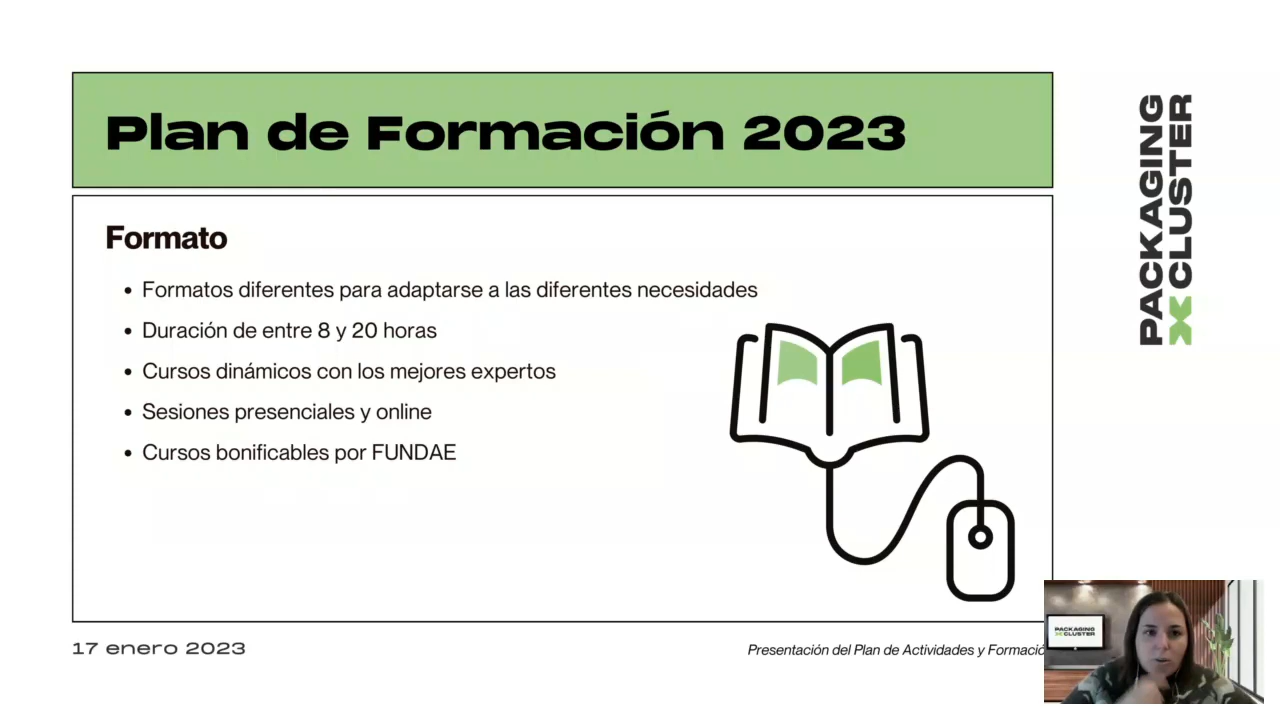 Plan de Formación 2023
PACKAGING
CLUSTER
Formato
• Formatos diferentes para adaptarse a las diferentes necesidades
• Duración de entre 8 y 20 horas
• Cursos dinámicos con los mejores expertos
• Sesiones presenciales y online
• Cursos bonificables por FUNDAE
17 enero 2023
Presentación del Plan de Actividades y Formació
PACKAGING
CLUSTER